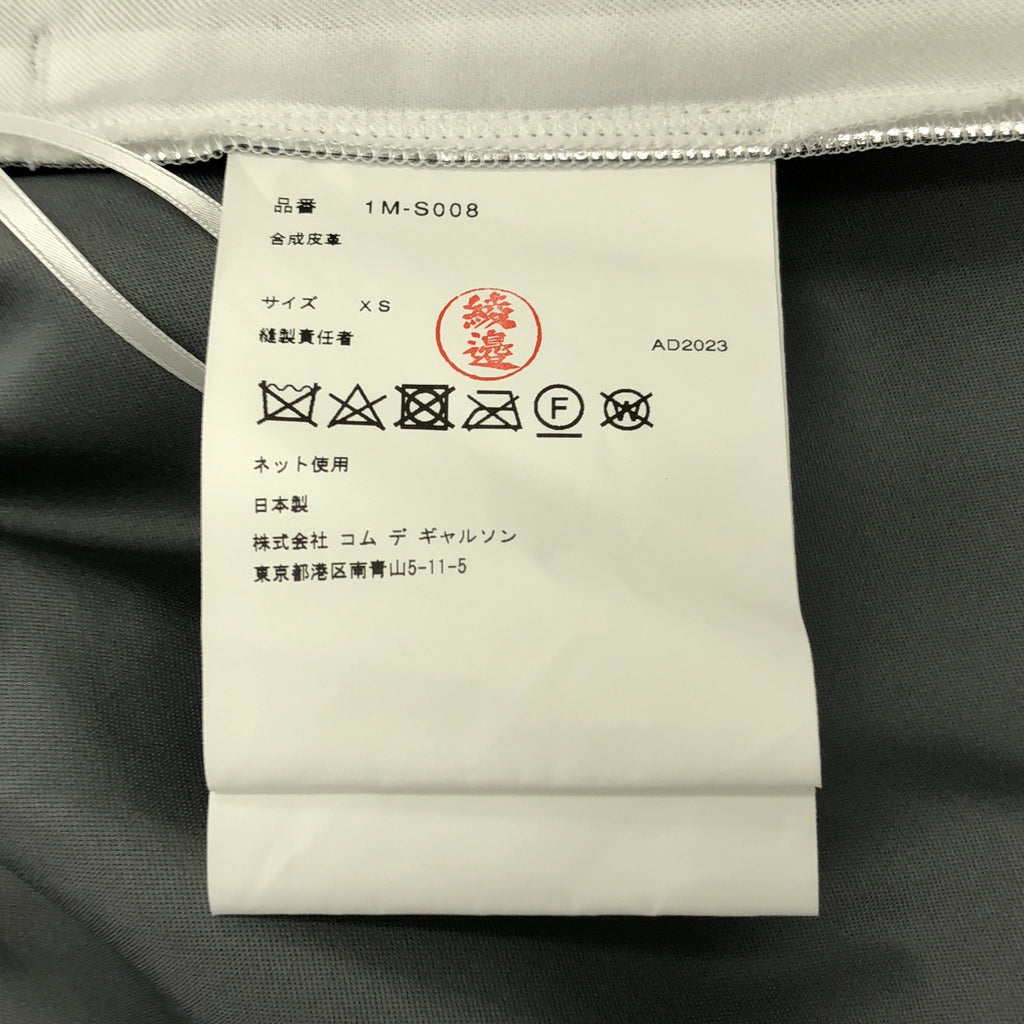 品番 1M-S008
合成皮革
サイズ XS
縫製責任者 綾邉 AD2023
F W
ネット使用
日本製
株式会社 コム デ ギャルソン
東京都港区南青山5-11-5